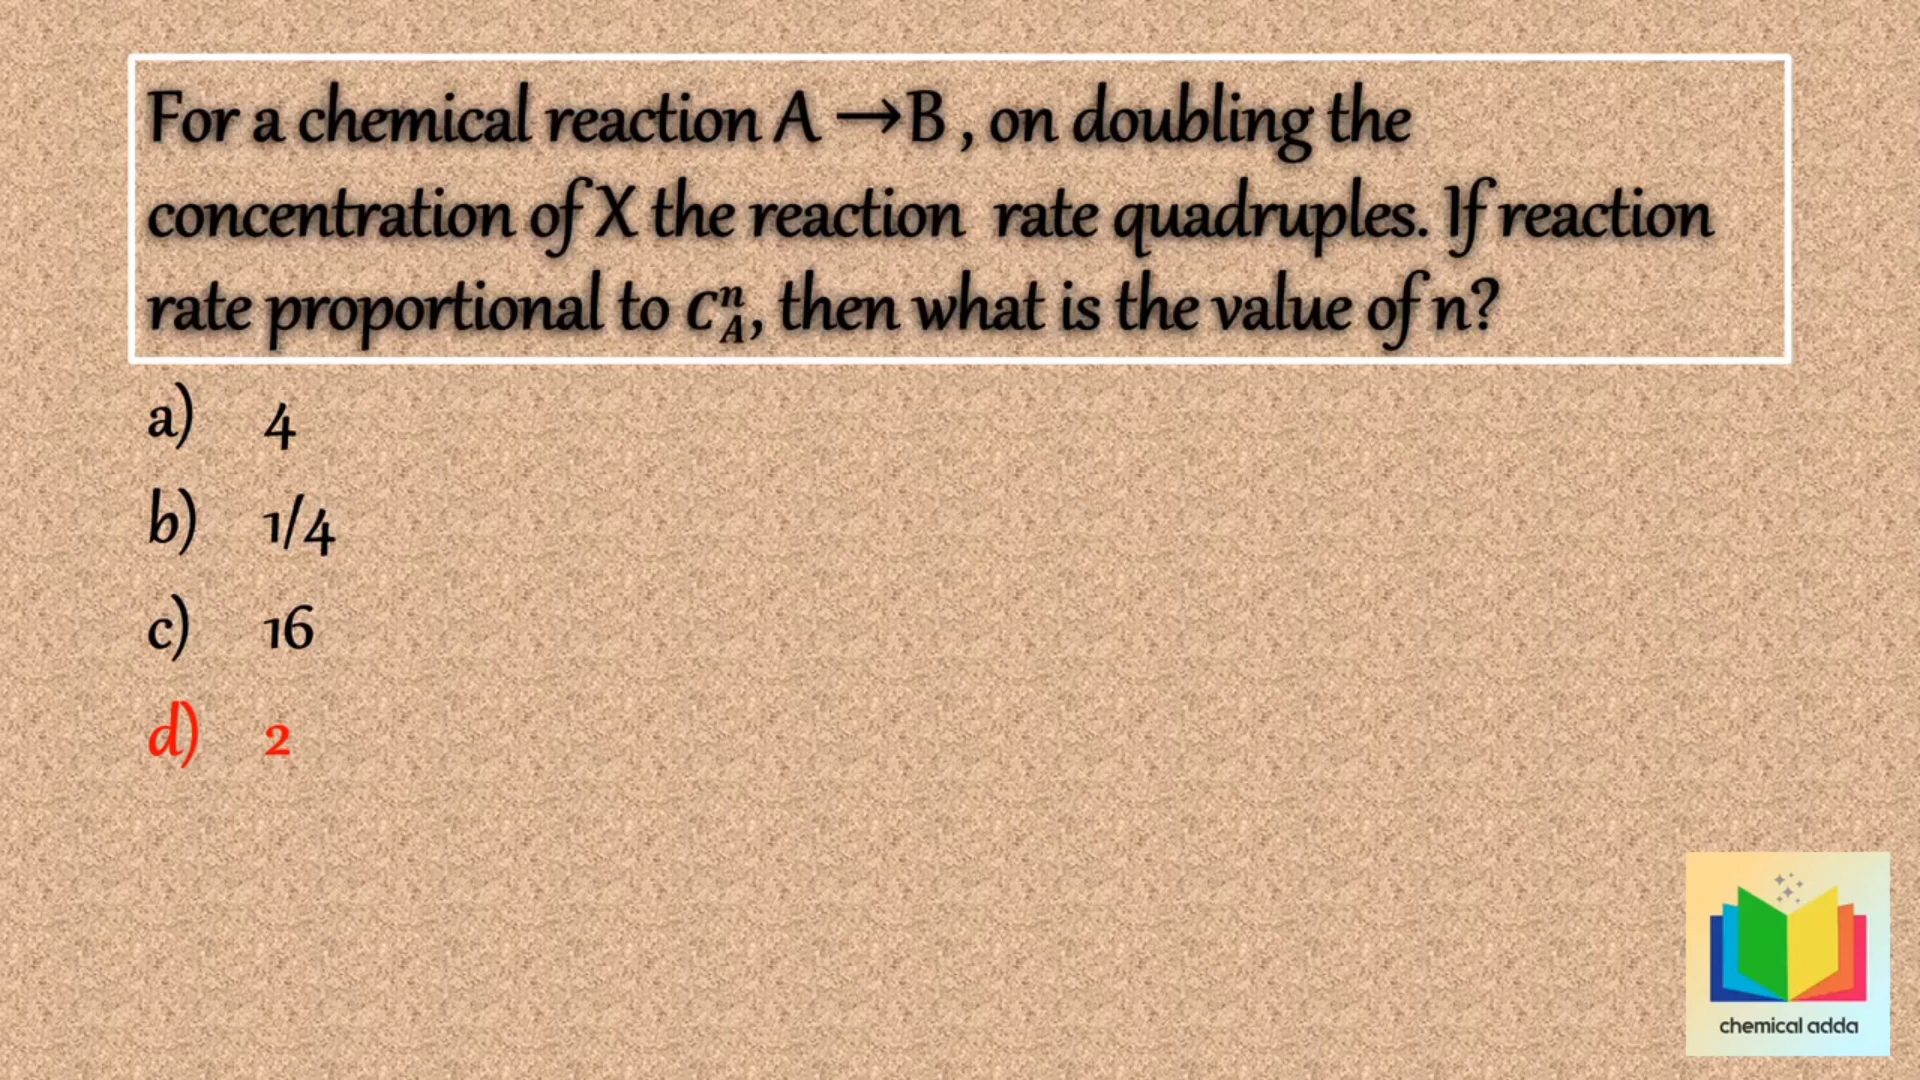 For a chemical reaction A →B , on doubling the
concentration of X the reaction rate quadruples. If reaction
rate proportional to $C_A^n$, then what is the value of n?
a) 4
b) 1/4
c) 16
d) 2
chemical adda